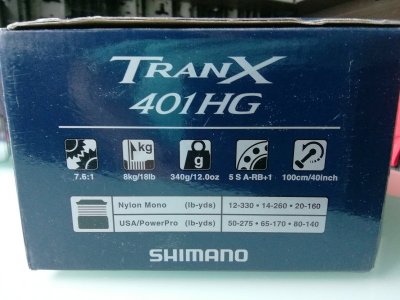 TRANX
401HG
kg g
7.6:1 8kg/18lb 340g/12.0oz 5 S A-RB+1 100cm/40inch
Nylon Mono (lb-yds) 12-330 • 14-260 • 20-160
USA/PowerPro (lb-yds) 50-275 • 65-170 • 80-140
SHIMANO